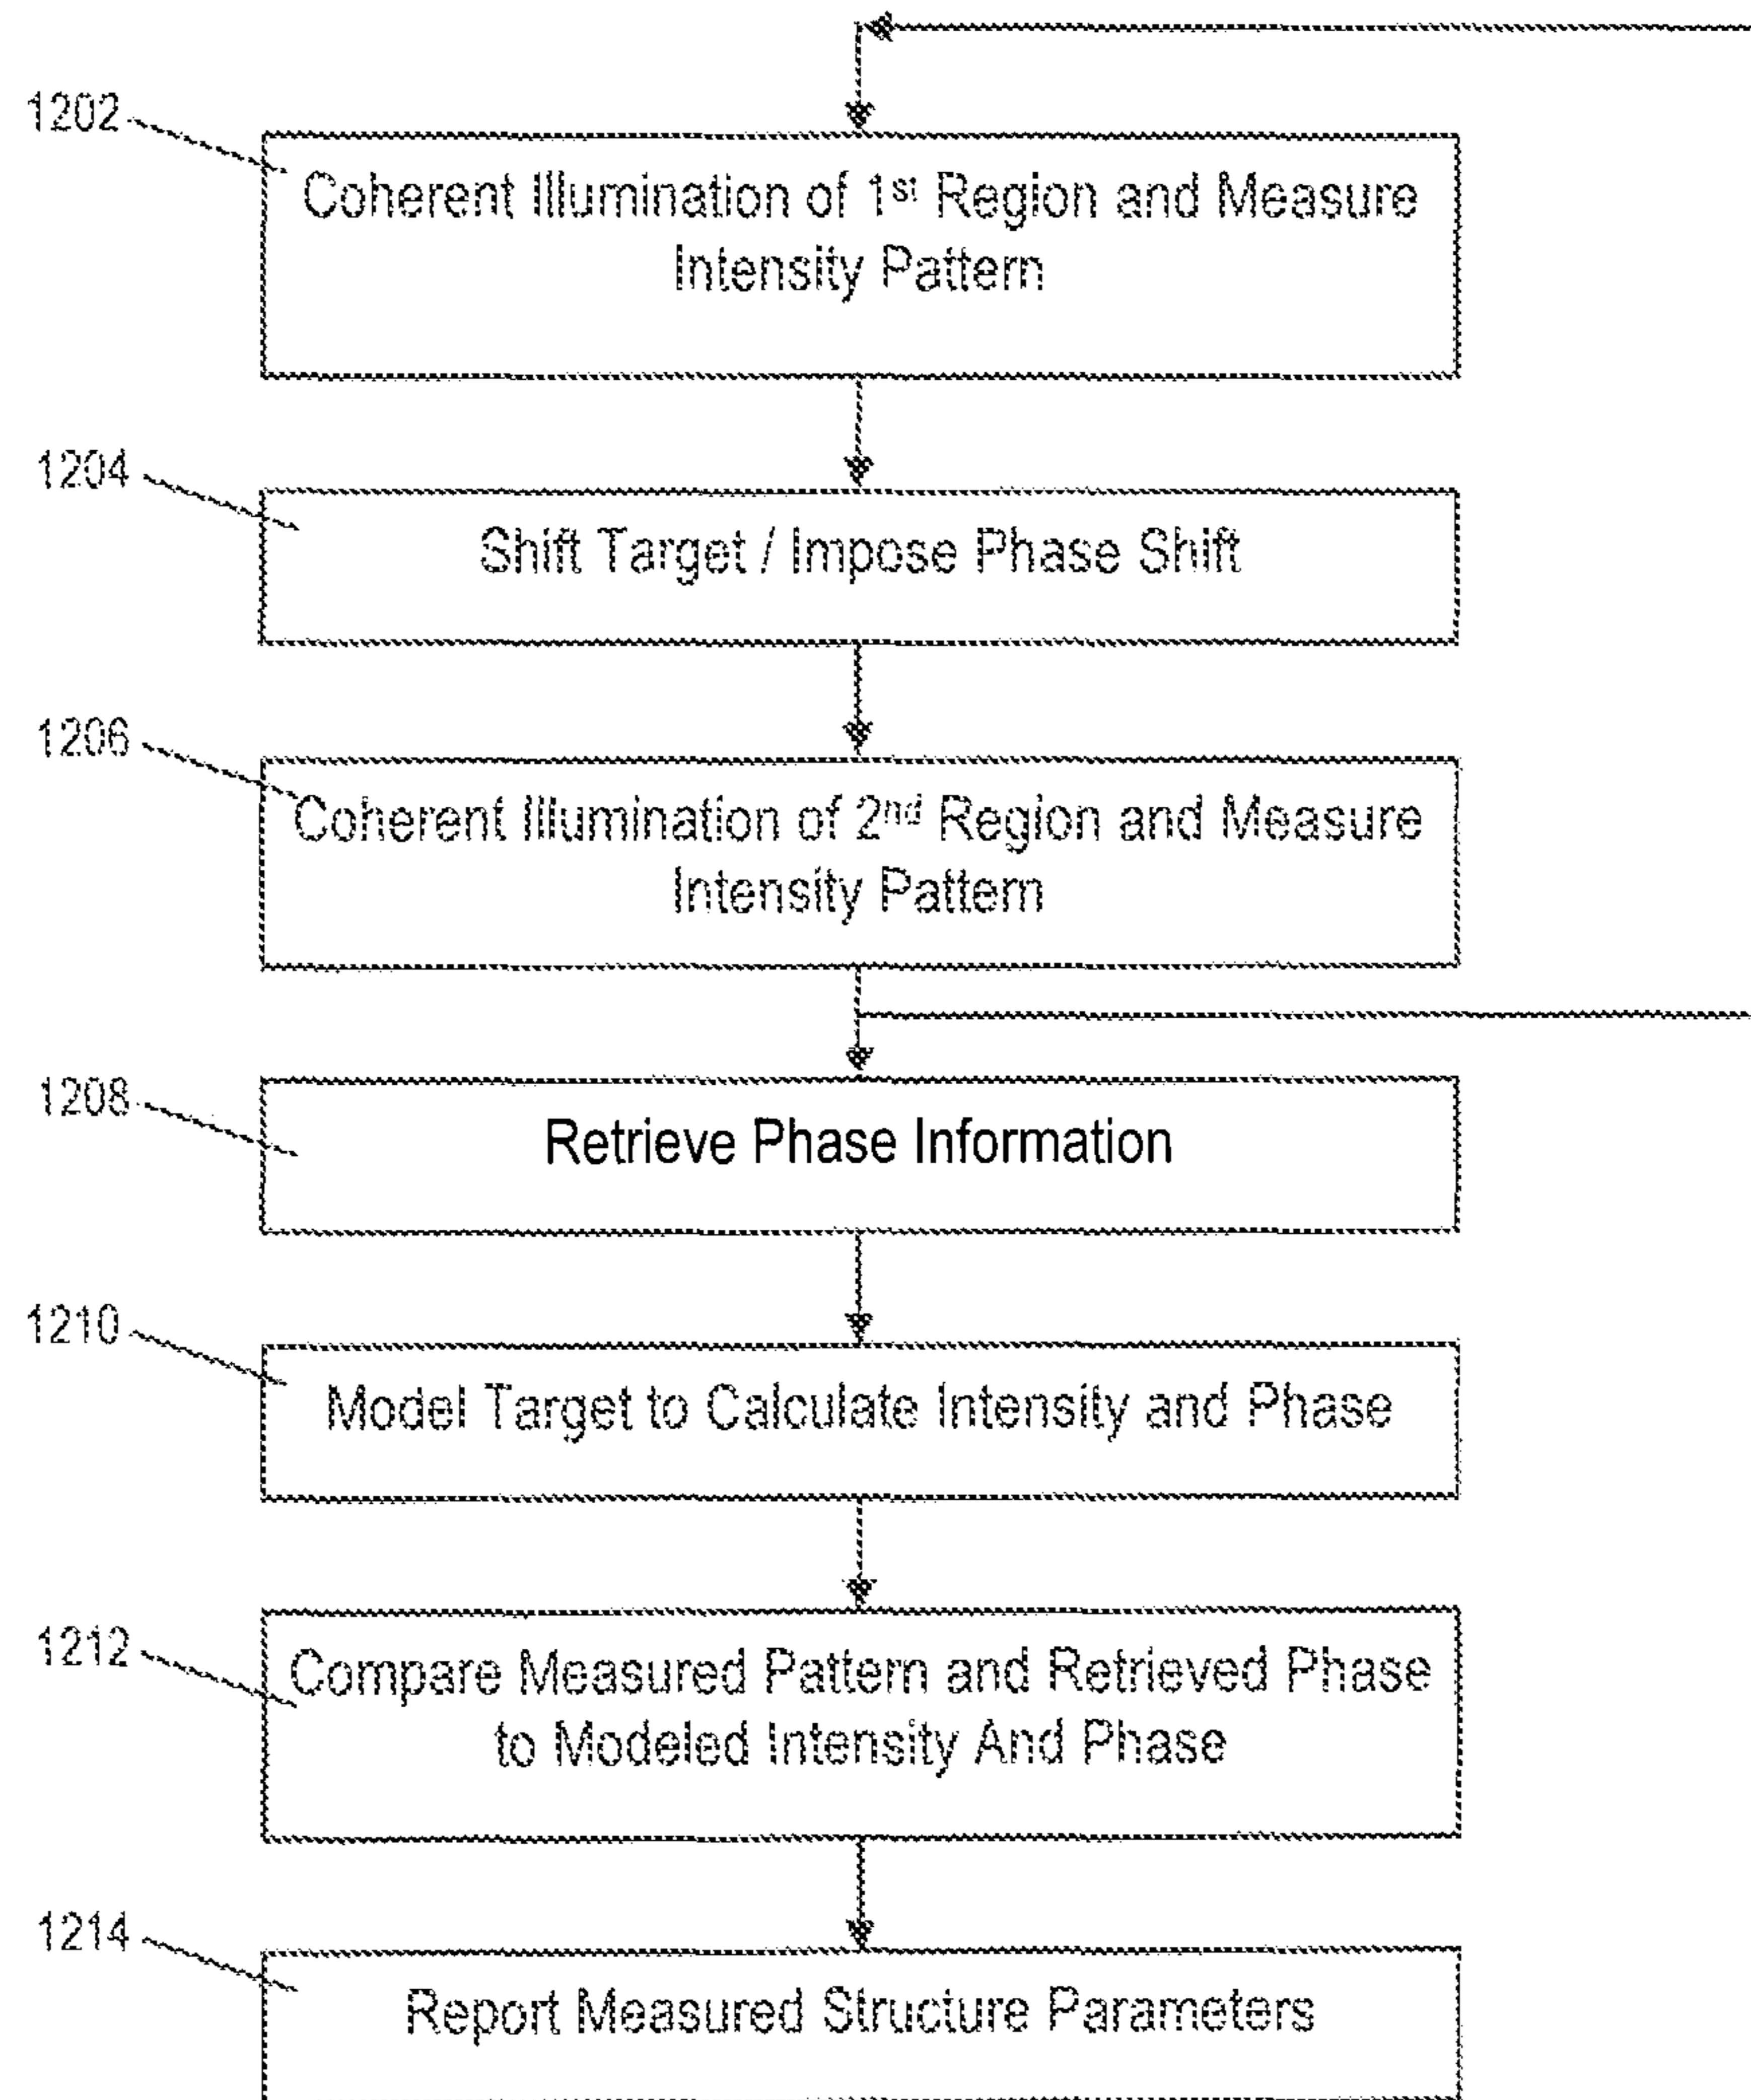 1202
Coherent Illumination of 1st Region and Measure
Intensity Pattern
1204
Shift Target / Impose Phase Shift
1206
Coherent Illumination of 2nd Region and Measure
Intensity Pattern
1208
Retrieve Phase Information
1210
Model Target to Calculate Intensity and Phase
1212
Compare Measured Pattern and Retrieved Phase
to Modeled Intensity And Phase
1214
Report Measured Structure Parameters